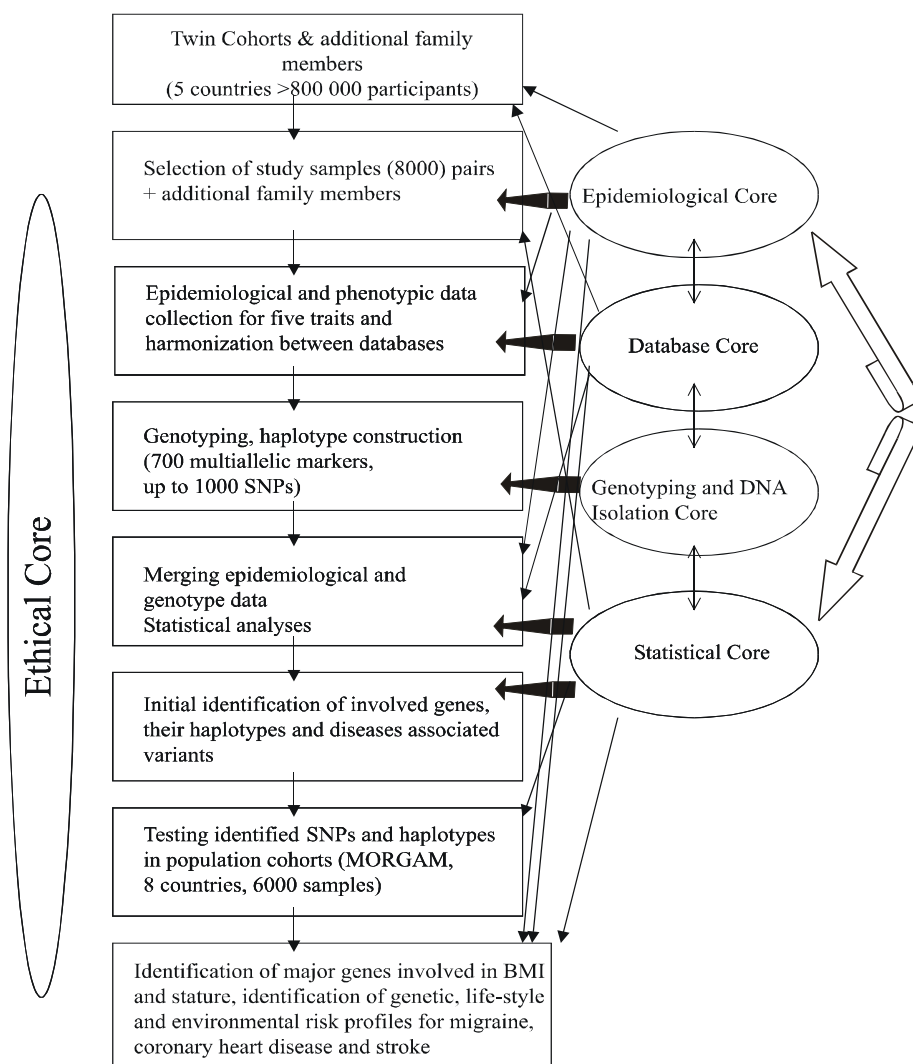 Twin Cohorts & additional family
members
(5 countries >800 000 participants)
Selection of study samples (8000) pairs
+ additional family members
Epidemiological and phenotypic data
collection for five traits and
harmonization between databases
Genotyping, haplotype construction
(700 multiallelic markers,
up to 1000 SNPs)
Merging epidemiological and
genotype data
Statistical analyses
Initial identification of involved genes,
their haplotypes and diseases associated
variants
Testing identified SNPs and haplotypes
in population cohorts (MORGAM,
8 countries, 6000 samples)
Identification of major genes involved in BMI
and stature, identification of genetic, life-style
and environmental risk profiles for migraine,
coronary heart disease and stroke
Ethical Core
Epidemiological Core
Database Core
Genotyping and DNA
Isolation Core
Statistical Core